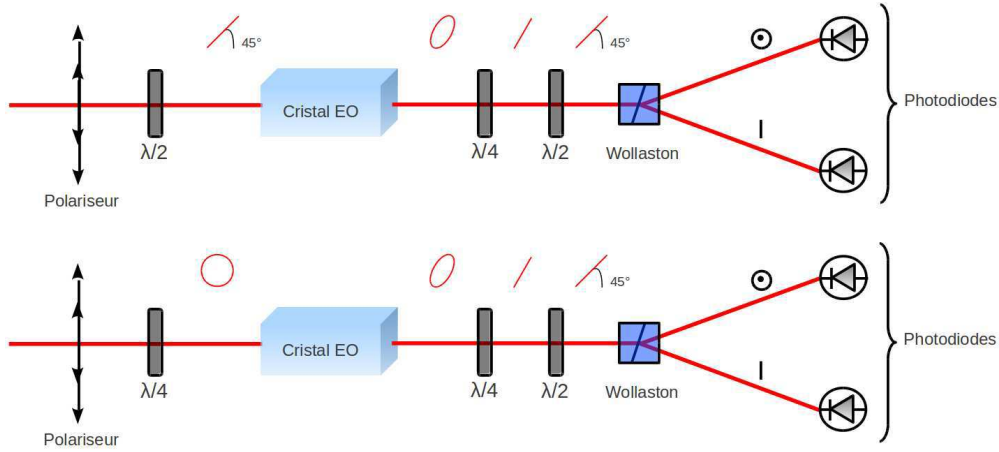 45°
45°
Cristal EO
Photodiodes
λ/2
λ/4
λ/2
Wollaston
Polariseur
45°
Cristal EO
Photodiodes
λ/4
λ/4
λ/2
Wollaston
Polariseur